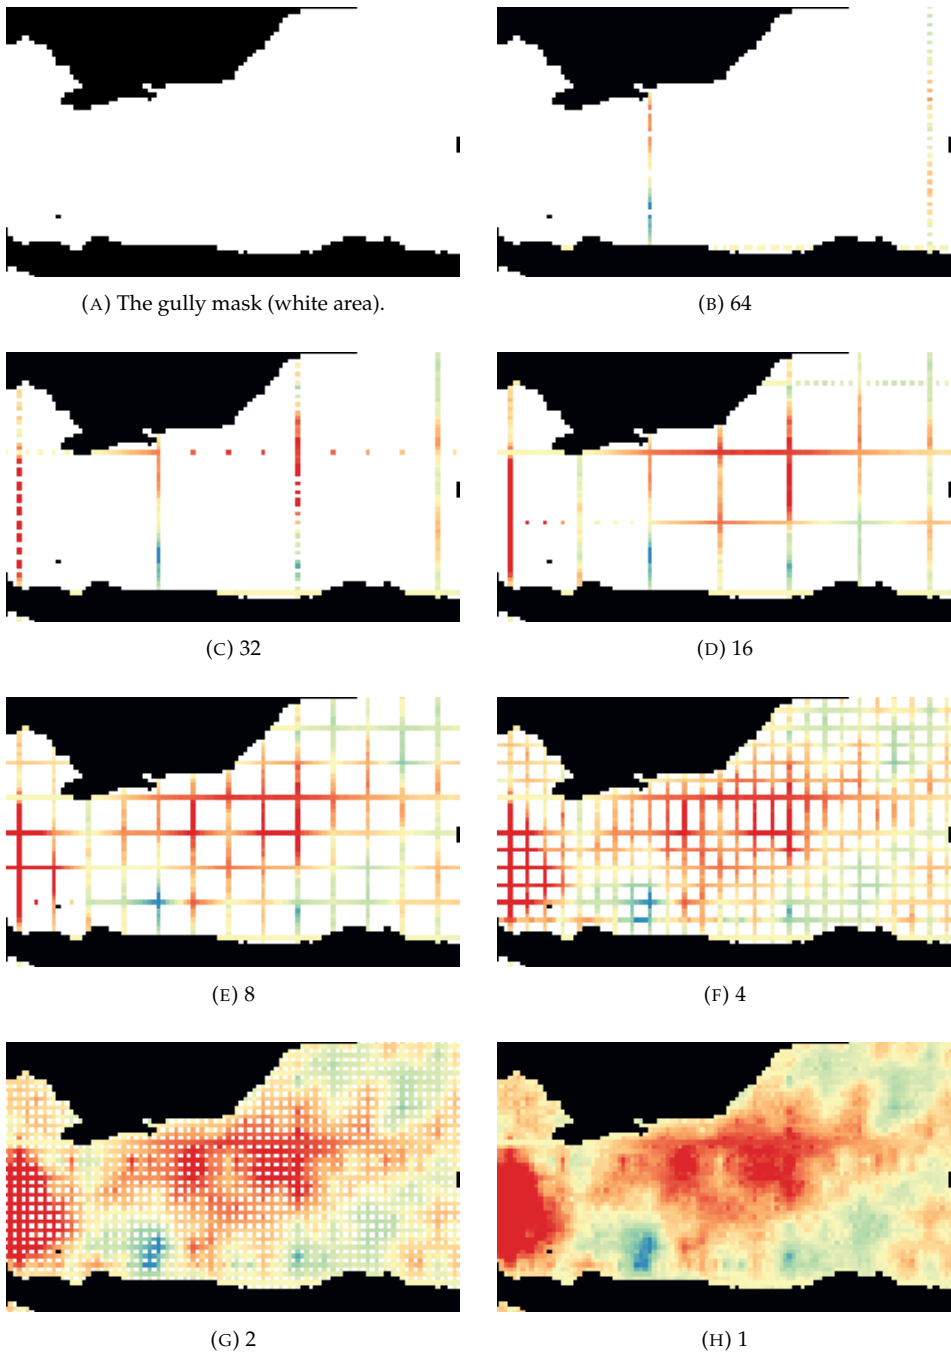 (A) The gully mask (white area).
(B) 64
(C) 32
(D) 16
(E) 8
(F) 4
(G) 2
(H) 1